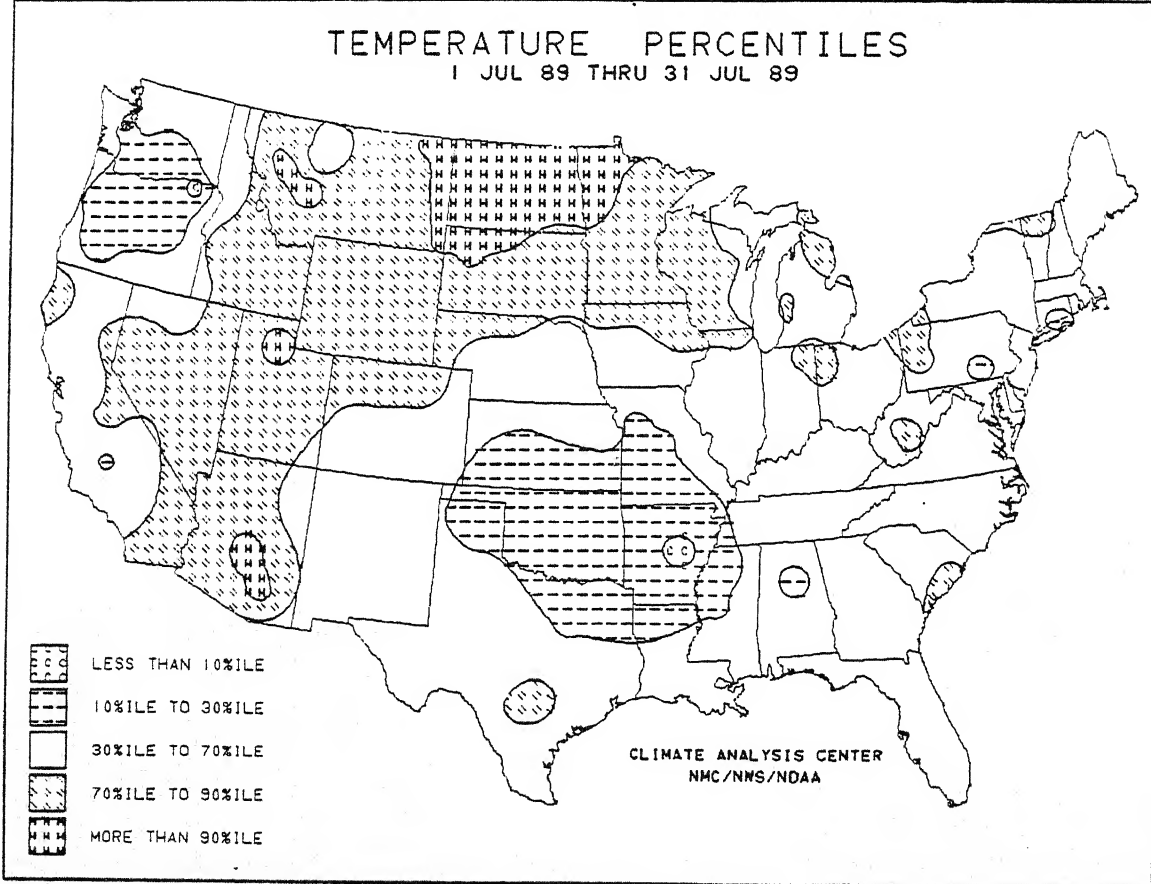 TEMPERATURE PERCENTILES
1 JUL 89 THRU 31 JUL 89
LESS THAN 10%ILE
10%ILE TO 30%ILE
30%ILE TO 70%ILE
70%ILE TO 90%ILE
MORE THAN 90%ILE
CLIMATE ANALYSIS CENTER
NMC/NWS/NOAA